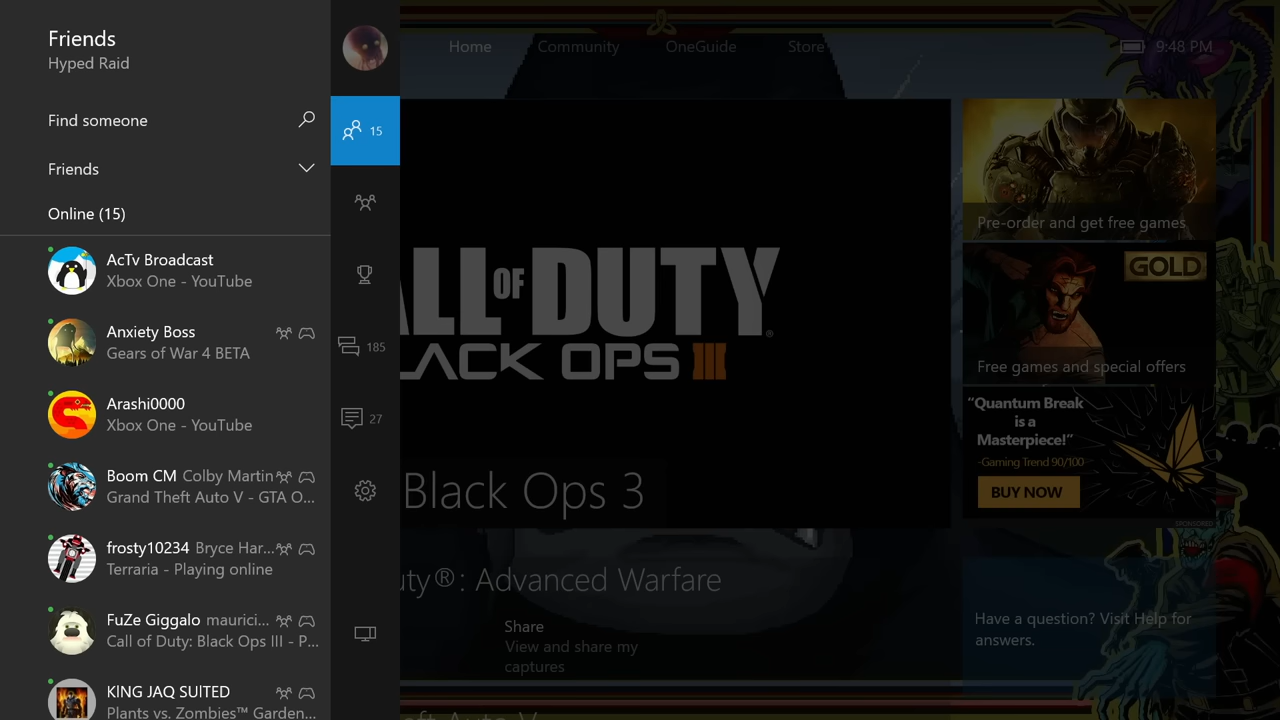 Friends
Hyped Raid
Find someone
Friends
Online (15)
AcTv Broadcast
Xbox One - YouTube
Anxiety Boss
Gears of War 4 BETA
Arashi0000
Xbox One - YouTube
Boom CM Colby Martin
Grand Theft Auto V - GTA O...
frosty10234 Bryce Har...
Terraria - Playing online
FuZe Giggalo maurici...
Call of Duty: Black Ops III - P...
KlNG JAQ SUlTED
Plants vs. Zombies™ Garden...
15
185
27
Home Community OneGuide Store
9:48 PM
ALL OF DUTY®
LACK OPS III
Black Ops 3
uty®: Advanced Warfare
Share
View and share my
captures
eft Auto V
Pre-order and get free games
GOLD
Free games and special offers
“Quantum Break
is a
Masterpiece!”
-Gaming Trend 90/100
BUY NOW
SPONSORED
Have a question? Visit Help for
answers.